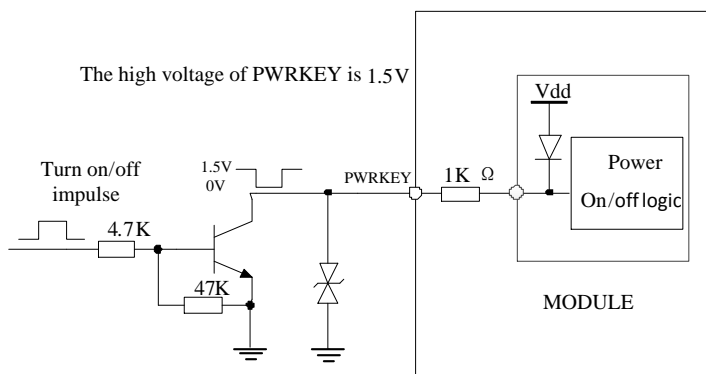 The high voltage of PWRKEY is 1.5V
Vdd
Turn on/off
impulse
1.5V
0V
PWRKEY
1K Ω
Power
On/off logic
4.7K
47K
MODULE